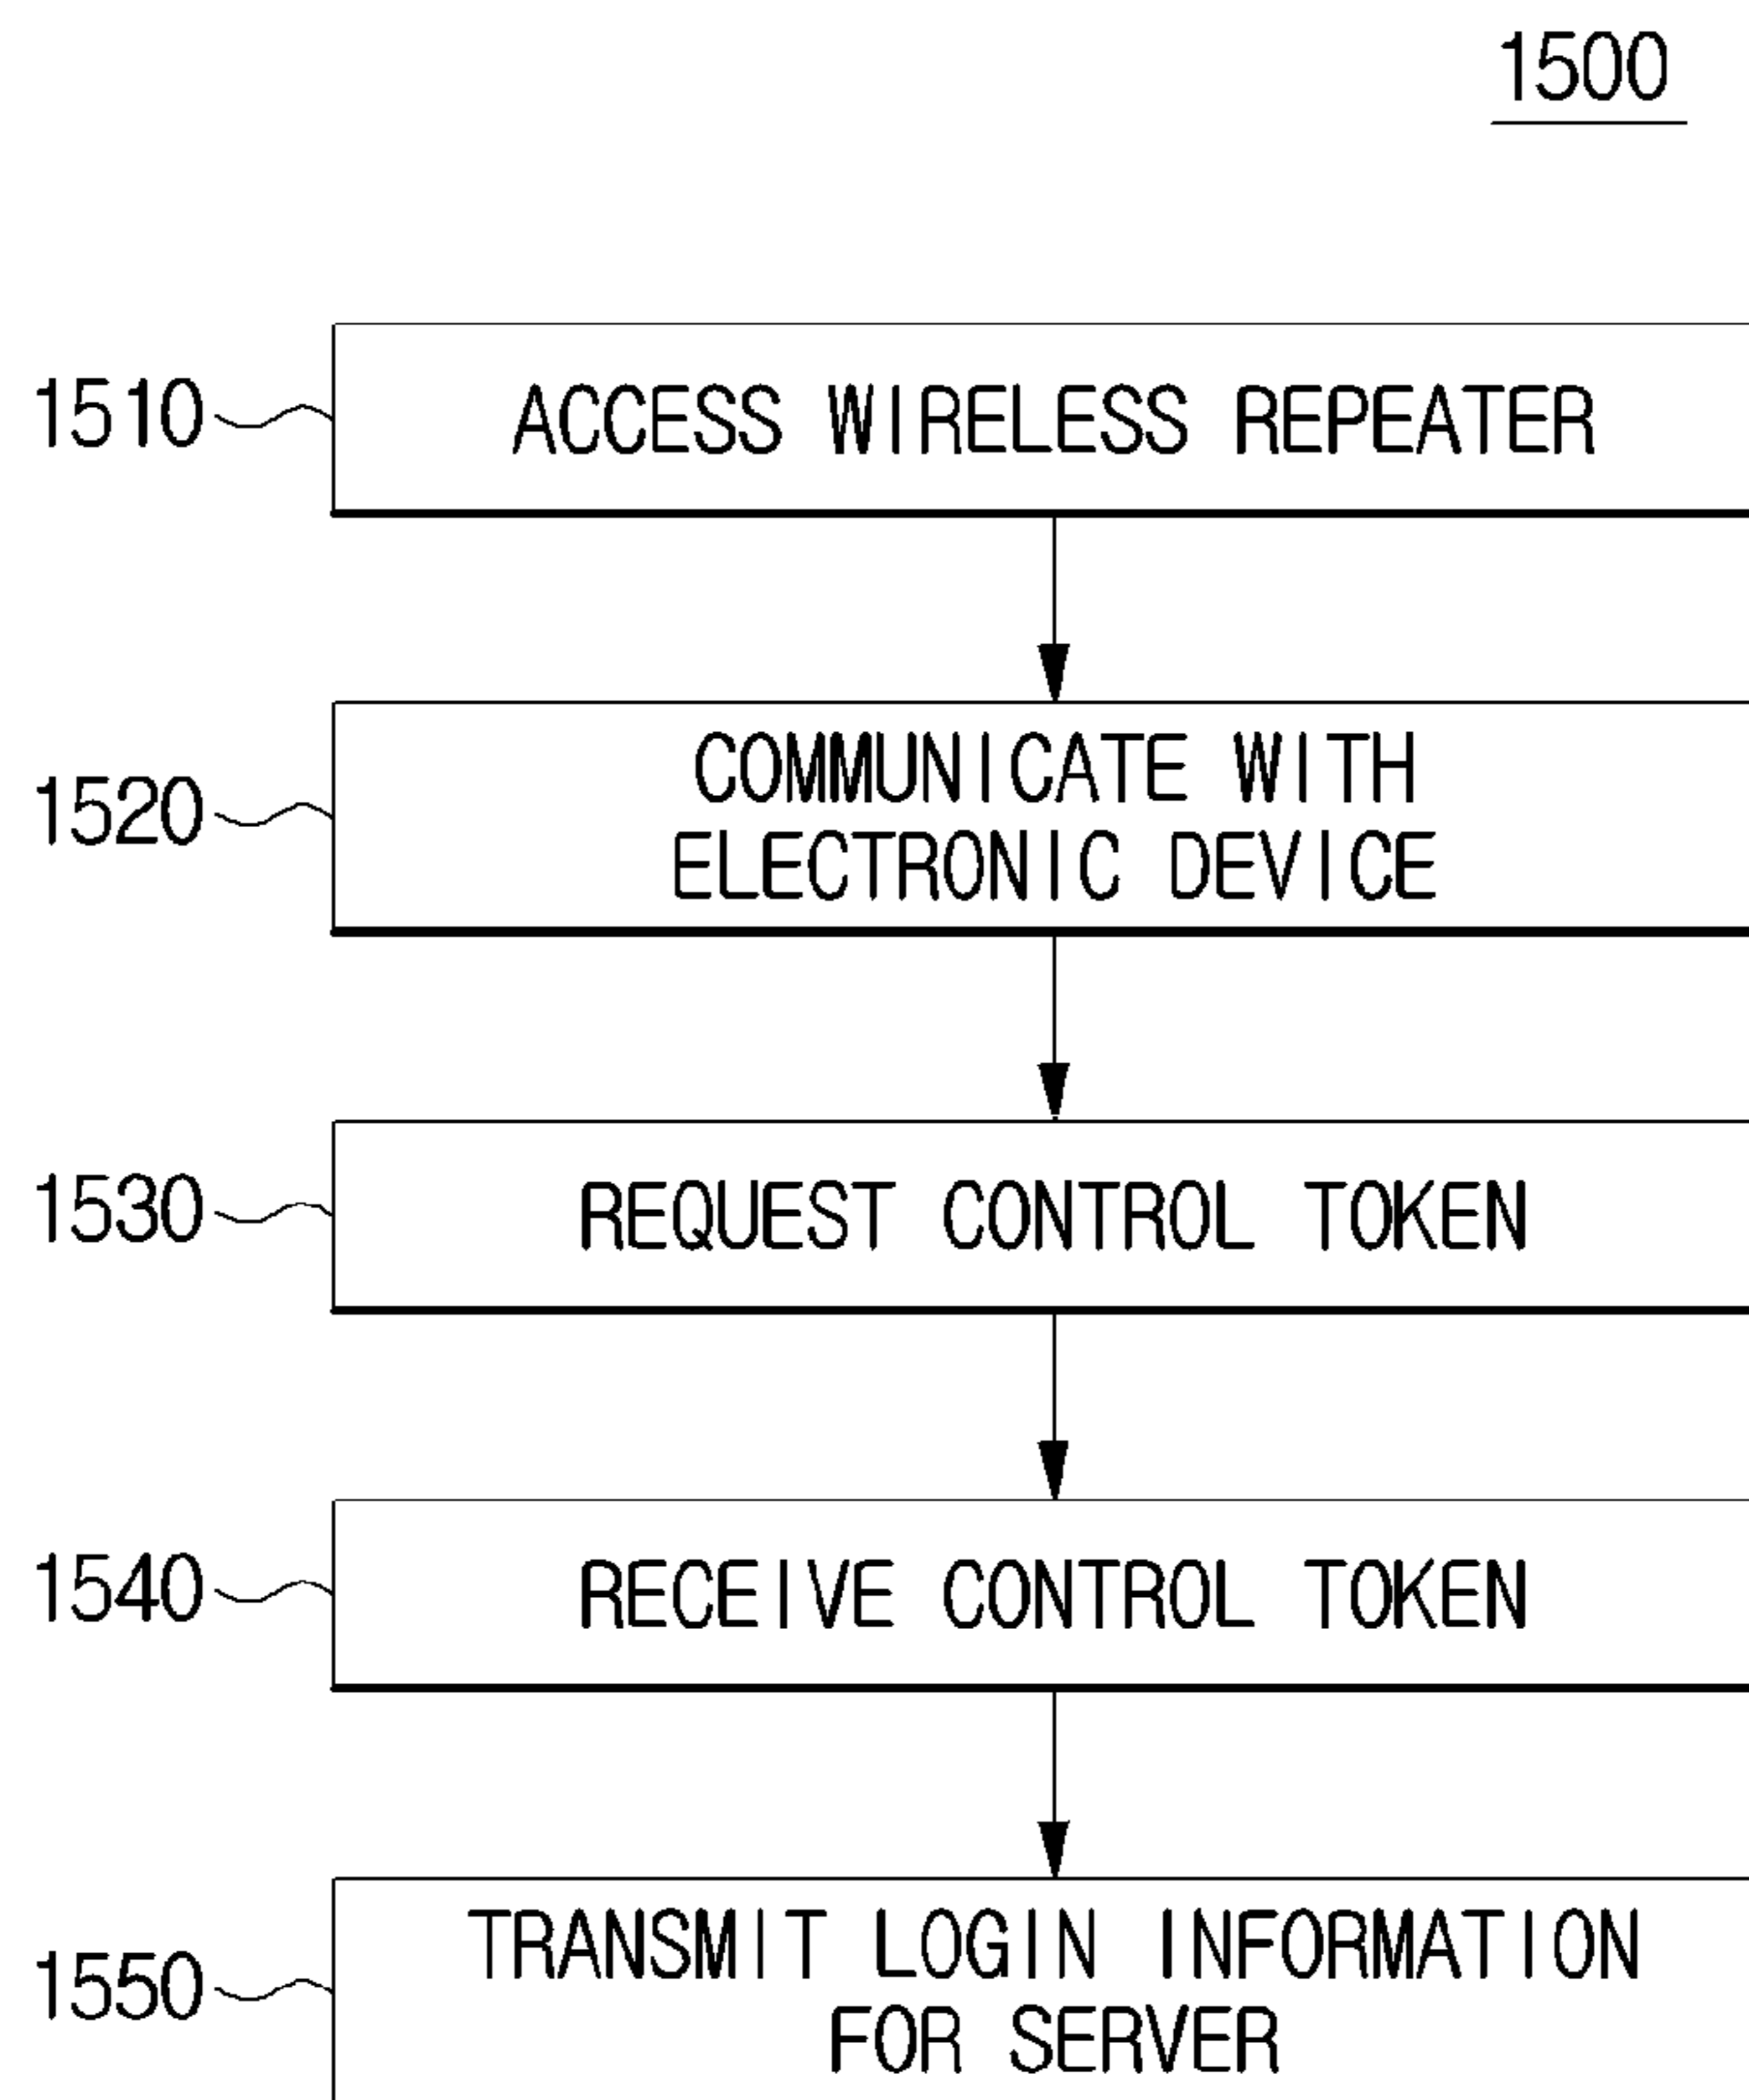 1500
1510
ACCESS WIRELESS REPEATER
1520
COMMUNICATE WITH
ELECTRONIC DEVICE
1530
REQUEST CONTROL TOKEN
1540
RECEIVE CONTROL TOKEN
1550
TRANSMIT LOGIN INFORMATION
FOR SERVER